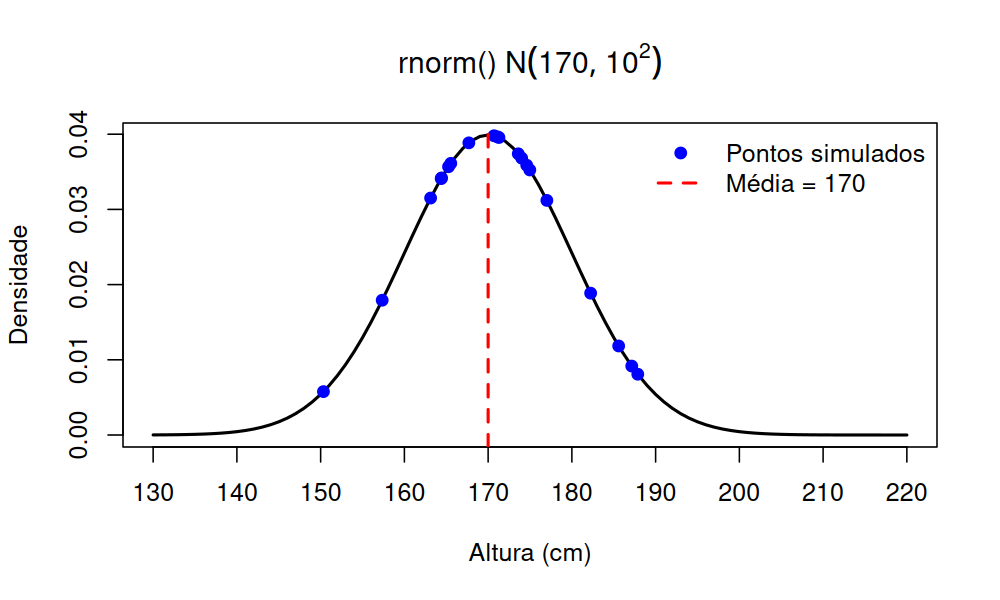 rnorm() N(170, 10²)
Densidade
0.04
0.03
0.02
0.01
0.00
Pontos simulados
Média = 170
130 140 150 160 170 180 190 200 210 220
Altura (cm)